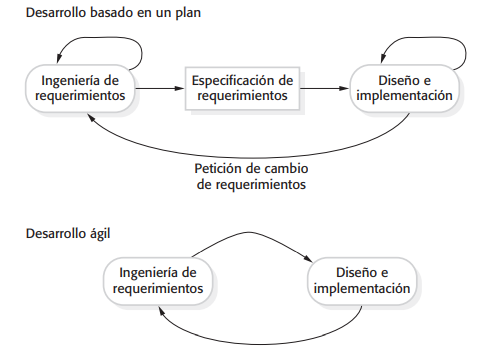 Desarrollo basado en un plan
Ingeniería de
requerimientos
Especificación de
requerimientos
Diseño e
implementación
Petición de cambio
de requerimientos
Desarrollo ágil
Ingeniería de
requerimientos
Diseño e
implementación